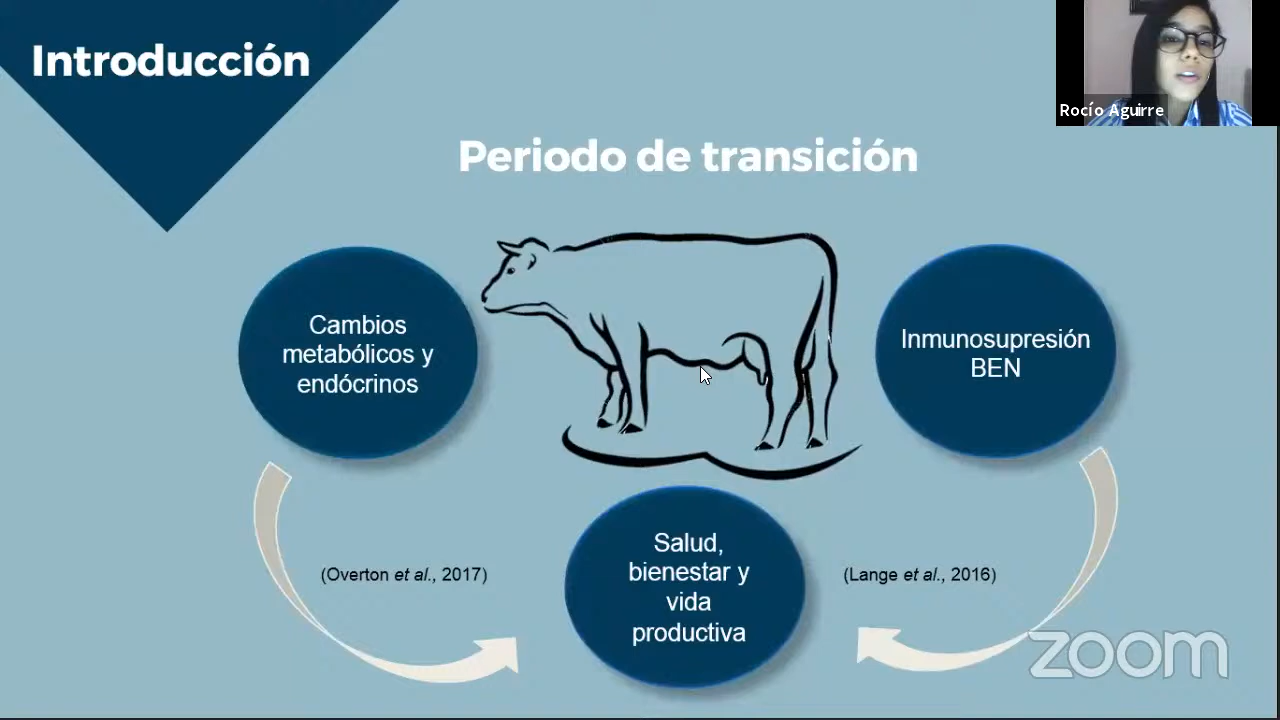 Introducción
Rocío Aguirre
Periodo de transición
Cambios
metabólicos y
endócrinos
Inmunosupresión
BEN
Salud,
bienestar y
vida
productiva
(Overton et al., 2017)
(Lange et al., 2016)
zoom